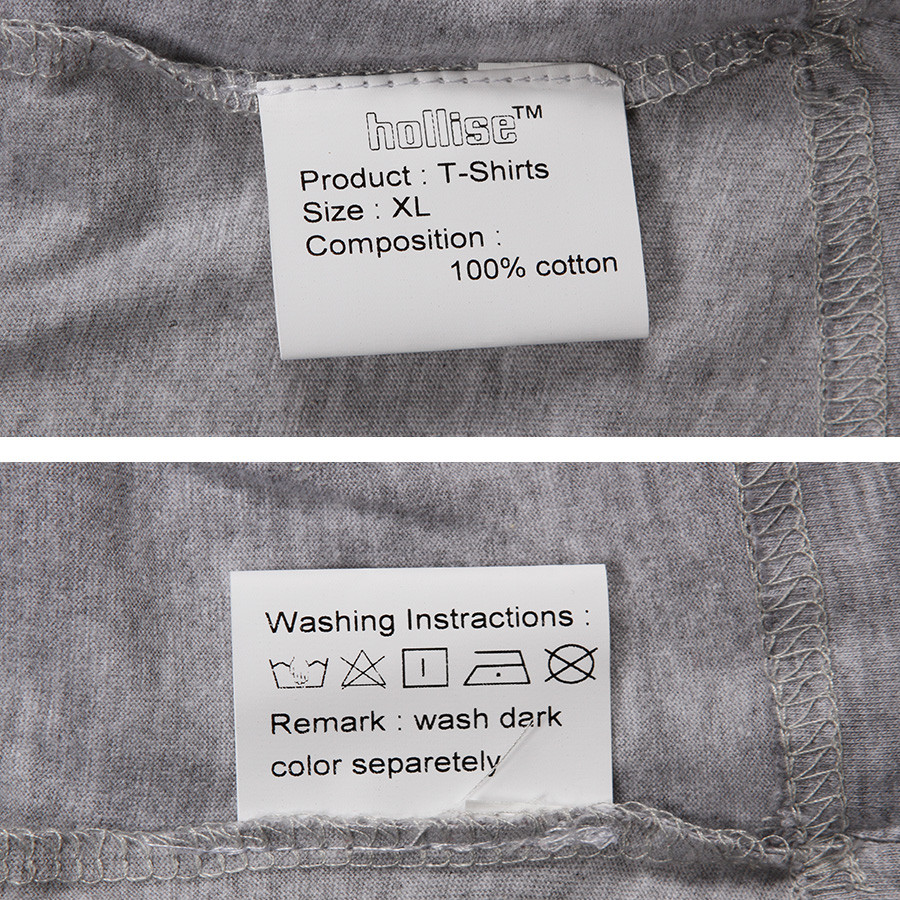 hollise™
Product : T-Shirts
Size : XL
Composition :
100% cotton
Washing Instractions :
Remark : wash dark
color separetely